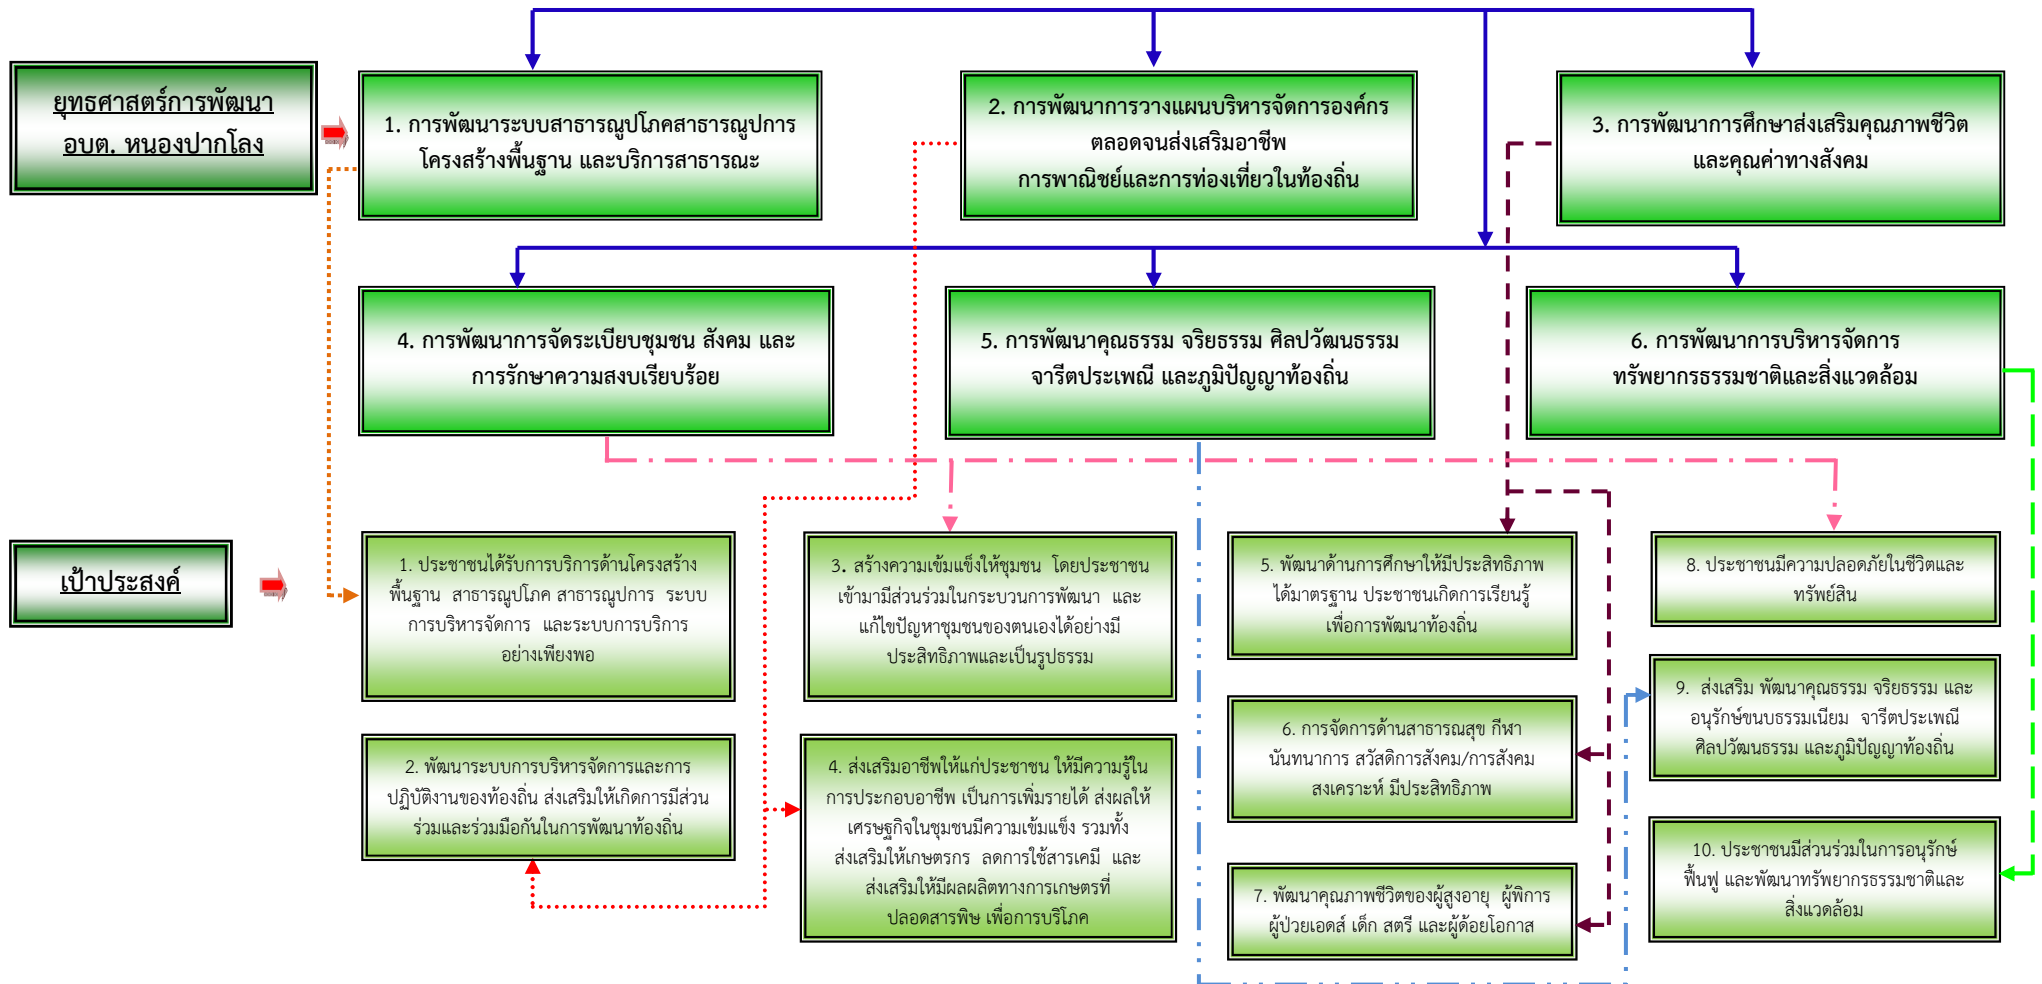 ยุทธศาสตร์การพัฒนา
อบต. หนองปากโลง
1. การพัฒนาระบบสาธารณูปโภคสาธารณูปการ
โครงสร้างพื้นฐาน และบริการสาธารณะ
2. การพัฒนาการวางแผนบริหารจัดการองค์กร
ตลอดจนส่งเสริมอาชีพ
การพาณิชย์และการท่องเที่ยวในท้องถิ่น
3. การพัฒนาการศึกษาส่งเสริมคุณภาพชีวิต
และคุณค่าทางสังคม
4. การพัฒนาการจัดระเบียบชุมชน สังคม และ
การรักษาความสงบเรียบร้อย
5. การพัฒนาคุณธรรม จริยธรรม ศิลปวัฒนธรรม
จารีตประเพณี และภูมิปัญญาท้องถิ่น
6. การพัฒนาการบริหารจัดการ
ทรัพยากรธรรมชาติและสิ่งแวดล้อม
เป้าประสงค์
1. ประชาชนได้รับการบริการด้านโครงสร้าง
พื้นฐาน สาธารณูปโภค สาธารณูปการ ระบบ
การบริหารจัดการ และระบบการบริการ
อย่างเพียงพอ
2. พัฒนาระบบการบริหารจัดการและการ
ปฏิบัติงานของท้องถิ่น ส่งเสริมให้เกิดการมีส่วน
ร่วมและร่วมมือกันในการพัฒนาท้องถิ่น
3. สร้างความเข้มแข็งให้ชุมชน โดยประชาชน
เข้ามามีส่วนร่วมในกระบวนการพัฒนา และ
แก้ไขปัญหาชุมชนของตนเองได้อย่างมี
ประสิทธิภาพและเป็นรูปธรรม
4. ส่งเสริมอาชีพให้แก่ประชาชน ให้มีความรู้ใน
การประกอบอาชีพ เป็นการเพิ่มรายได้ ส่งผลให้
เศรษฐกิจในชุมชนมีความเข้มแข็ง รวมทั้ง
ส่งเสริมให้เกษตรกร ลดการใช้สารเคมี และ
ส่งเสริมให้มีผลผลิตทางการเกษตรที่
ปลอดสารพิษ เพื่อการบริโภค
5. พัฒนาด้านการศึกษาให้มีประสิทธิภาพ
ได้มาตรฐาน ประชาชนเกิดการเรียนรู้
เพื่อการพัฒนาท้องถิ่น
6. การจัดการด้านสาธารณสุข กีฬา
นันทนาการ สวัสดิการสังคม/การสังคม
สงเคราะห์ มีประสิทธิภาพ
7. พัฒนาคุณภาพชีวิตของผู้สูงอายุ ผู้พิการ
ผู้ป่วยเอดส์ เด็ก สตรี และผู้ด้อยโอกาส
8. ประชาชนมีความปลอดภัยในชีวิตและ
ทรัพย์สิน
9. ส่งเสริม พัฒนาคุณธรรม จริยธรรม และ
อนุรักษ์ขนบธรรมเนียม จารีตประเพณี
ศิลปวัฒนธรรม และภูมิปัญญาท้องถิ่น
10. ประชาชนมีส่วนร่วมในการอนุรักษ์
ฟื้นฟู และพัฒนาทรัพยากรธรรมชาติและ
สิ่งแวดล้อม